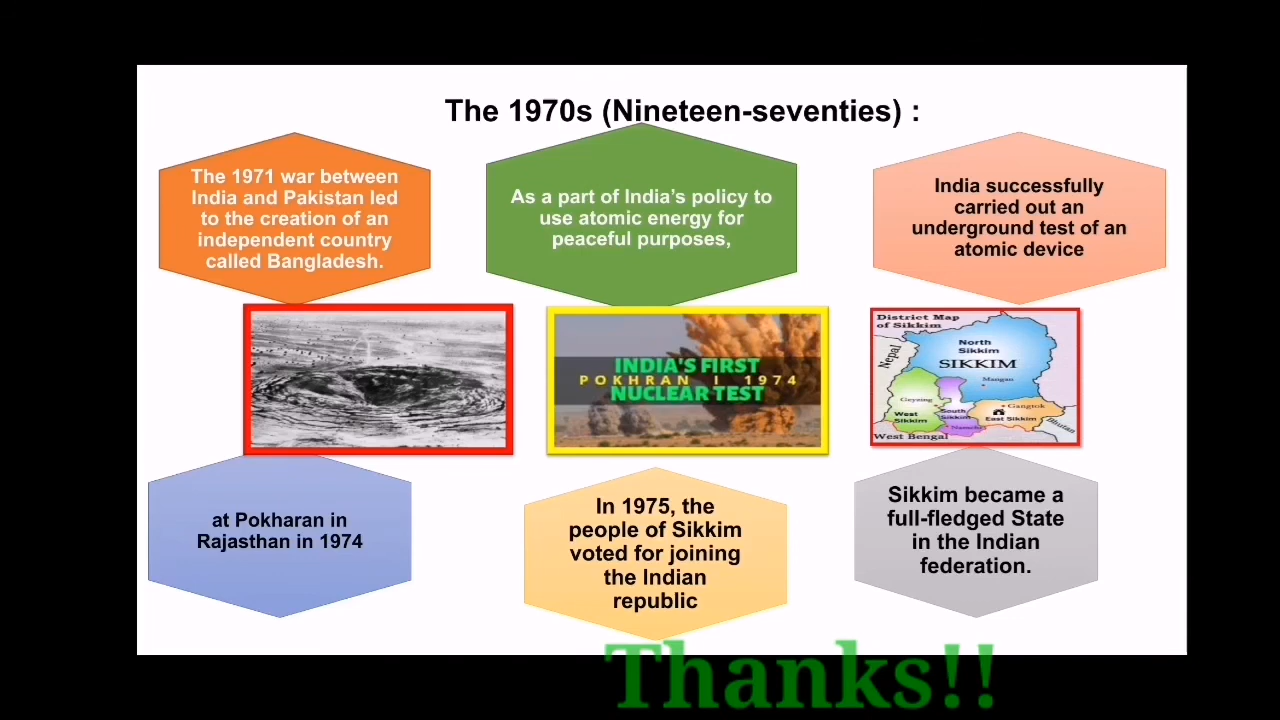 The 1970s (Nineteen-seventies) :
The 1971 war between
India and Pakistan led
to the creation of an
independent country
called Bangladesh.
As a part of India’s policy to
use atomic energy for
peaceful purposes,
India successfully
carried out an
underground test of an
atomic device
INDIA'S FIRST
POKHRAN I 1974
NUCLEAR TEST
District Map
of Sikkim
Nepal
North
Sikkim
SIKKIM
Mangan
Geyzing
Gangtok
West
Sikkim
South
Sikkim
East Sikkim
Namchi
Bhutan
West Bengal
at Pokharan in
Rajasthan in 1974
In 1975, the
people of Sikkim
voted for joining
the Indian
republic
Sikkim became a
full-fledged State
in the Indian
federation.
Thanks!!